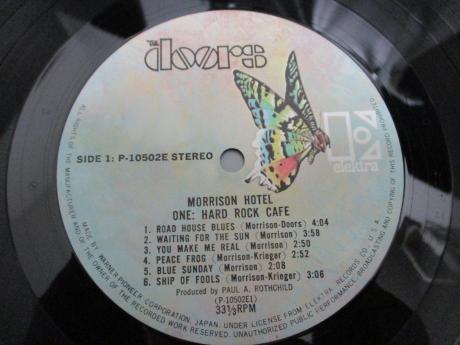 THE
doors
elektra
SIDE 1: P-10502E STEREO
MORRISON HOTEL
ONE: HARD ROCK CAFE
1. ROAD HOUSE BLUES (Morrison-Doors) 4:04
2. WAITING FOR THE SUN (Morrison) 3:58
3. YOU MAKE ME REAL (Morrison) 2:50
4. PEACE FROG (Morrison-Krieger) 2:52
5. BLUE SUNDAY (Morrison) 2:08
6. SHIP OF FOOLS (Morrison-Krieger) 3:06
Produced by PAUL A. ROTHCHILD
(P-10502E1)
33⅓RPM
ALL RIGHTS OF THE MANUFACTURER AND OF THE OWNER OF THE RECORDED WORK RESERVED. UNAUTHORIZED PUBLIC PERFORMANCE, BROADCASTING AND COPYING PROHIBITED.
MFD. BY WARNER-PIONEER CORPORATION, JAPAN, UNDER LICENSE FROM ELEKTRA RECORDS CO., U.S.A.